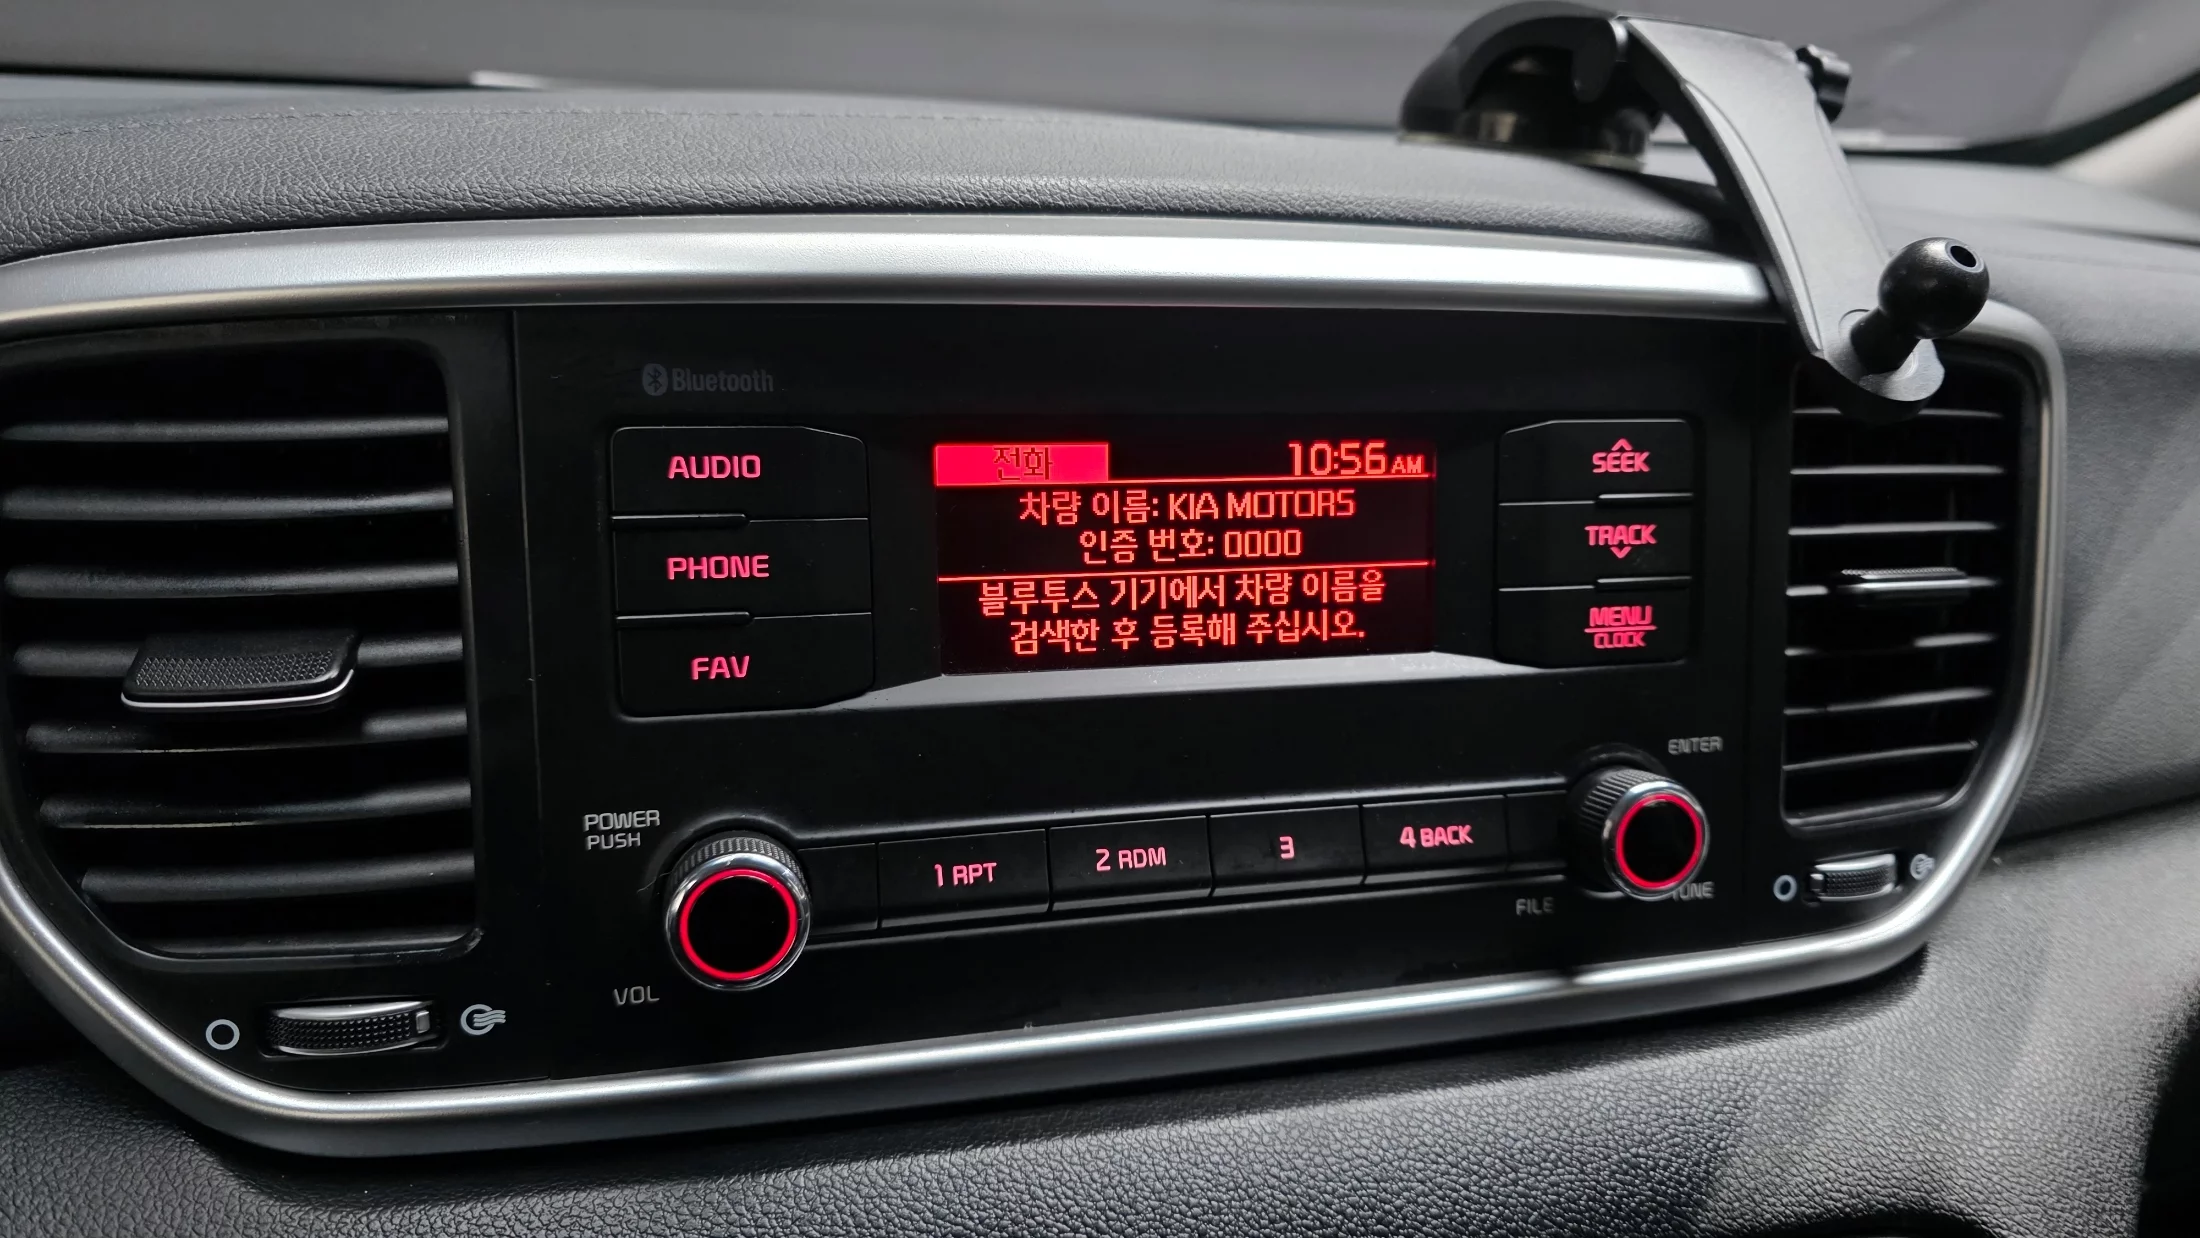 Bluetooth
AUDIO
PHONE
FAV
전화
10:56 AM
차량 이름: KIA MOTORS
인증 번호: 0000
블루투스 기기에서 차량 이름을
검색한 후 등록해 주십시오.
SEEK
TRACK
MENU
CLOCK
POWER
PUSH
VOL
1 RPT
2 RDM
3
4 BACK
ENTER
FILE
TUNE